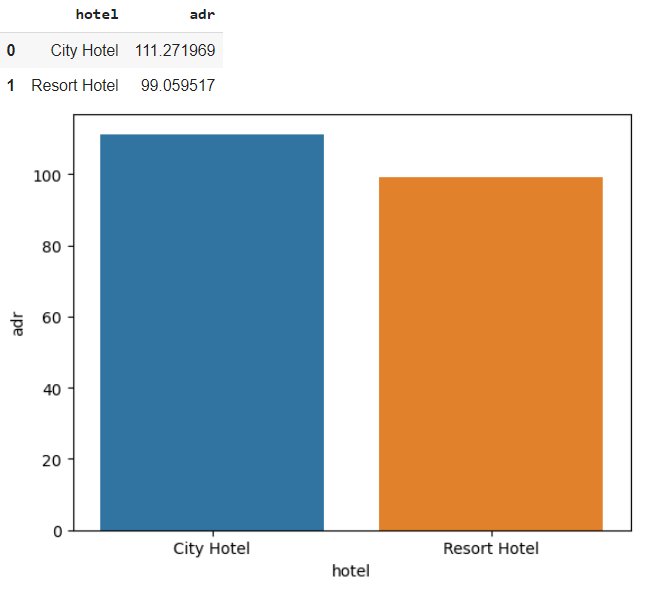 hotel adr
0 City Hotel 111.271969
1 Resort Hotel 99.059517
100
80
60
40
20
0
adr
City Hotel Resort Hotel
hotel